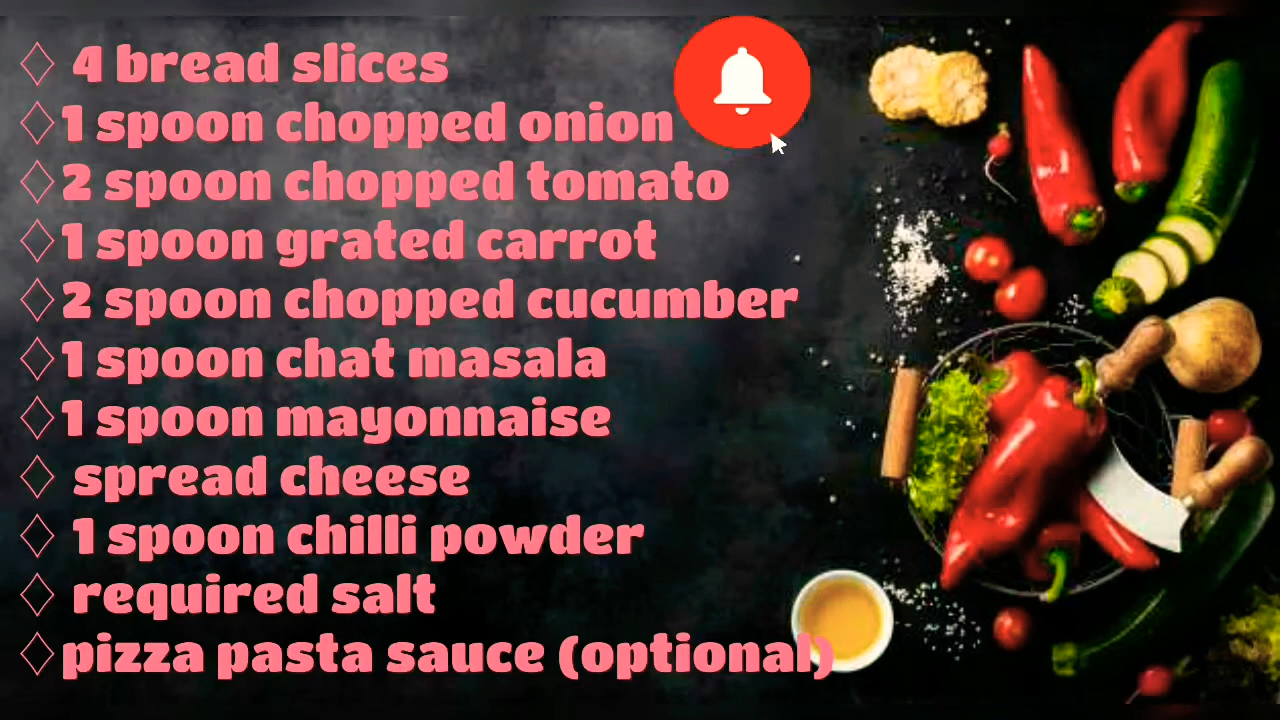 ♢ 4 bread slices
♢1 spoon chopped onion
♢2 spoon chopped tomato
♢1 spoon grated carrot
♢2 spoon chopped cucumber
♢1 spoon chat masala
♢1 spoon mayonnaise
♢ spread cheese
♢ 1 spoon chilli powder
♢ required salt
♢pizza pasta sauce (optional)